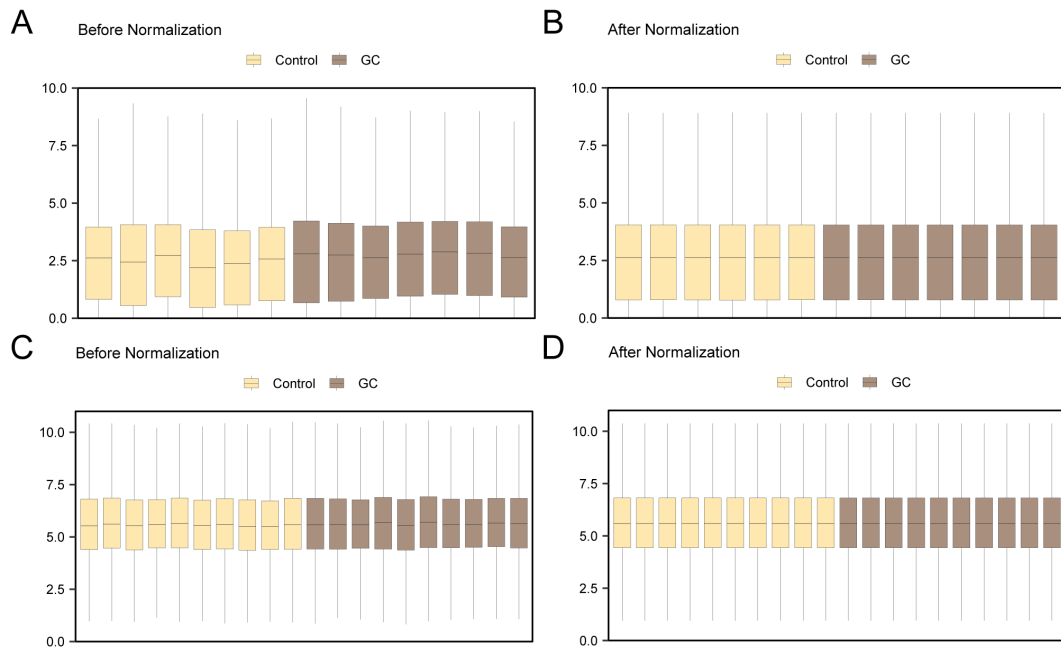 A
Before Normalization
Control GC
10.0
7.5
5.0
2.5
0.0
B
After Normalization
Control GC
10.0
7.5
5.0
2.5
0.0
C
Before Normalization
Control GC
10.0
7.5
5.0
2.5
0.0
D
After Normalization
Control GC
10.0
7.5
5.0
2.5
0.0